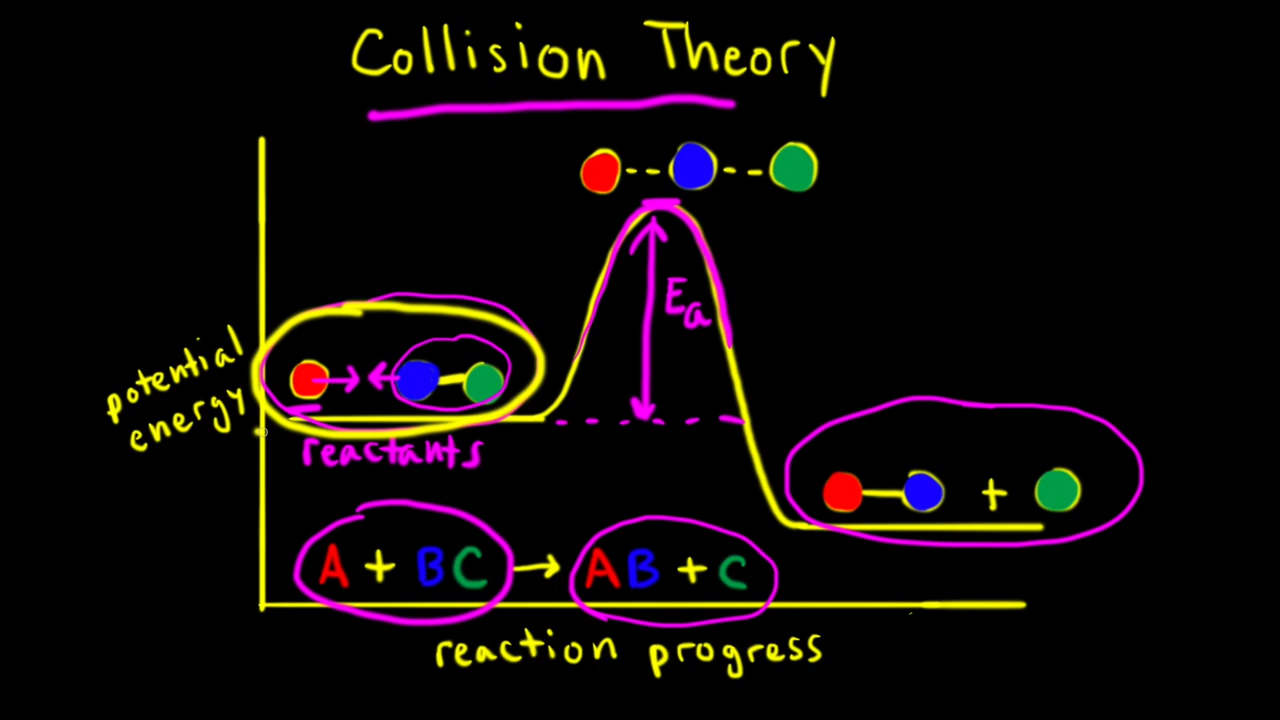 Collision Theory
Ea
potential
energy
reactants
+
A + BC → AB + C
reaction progress